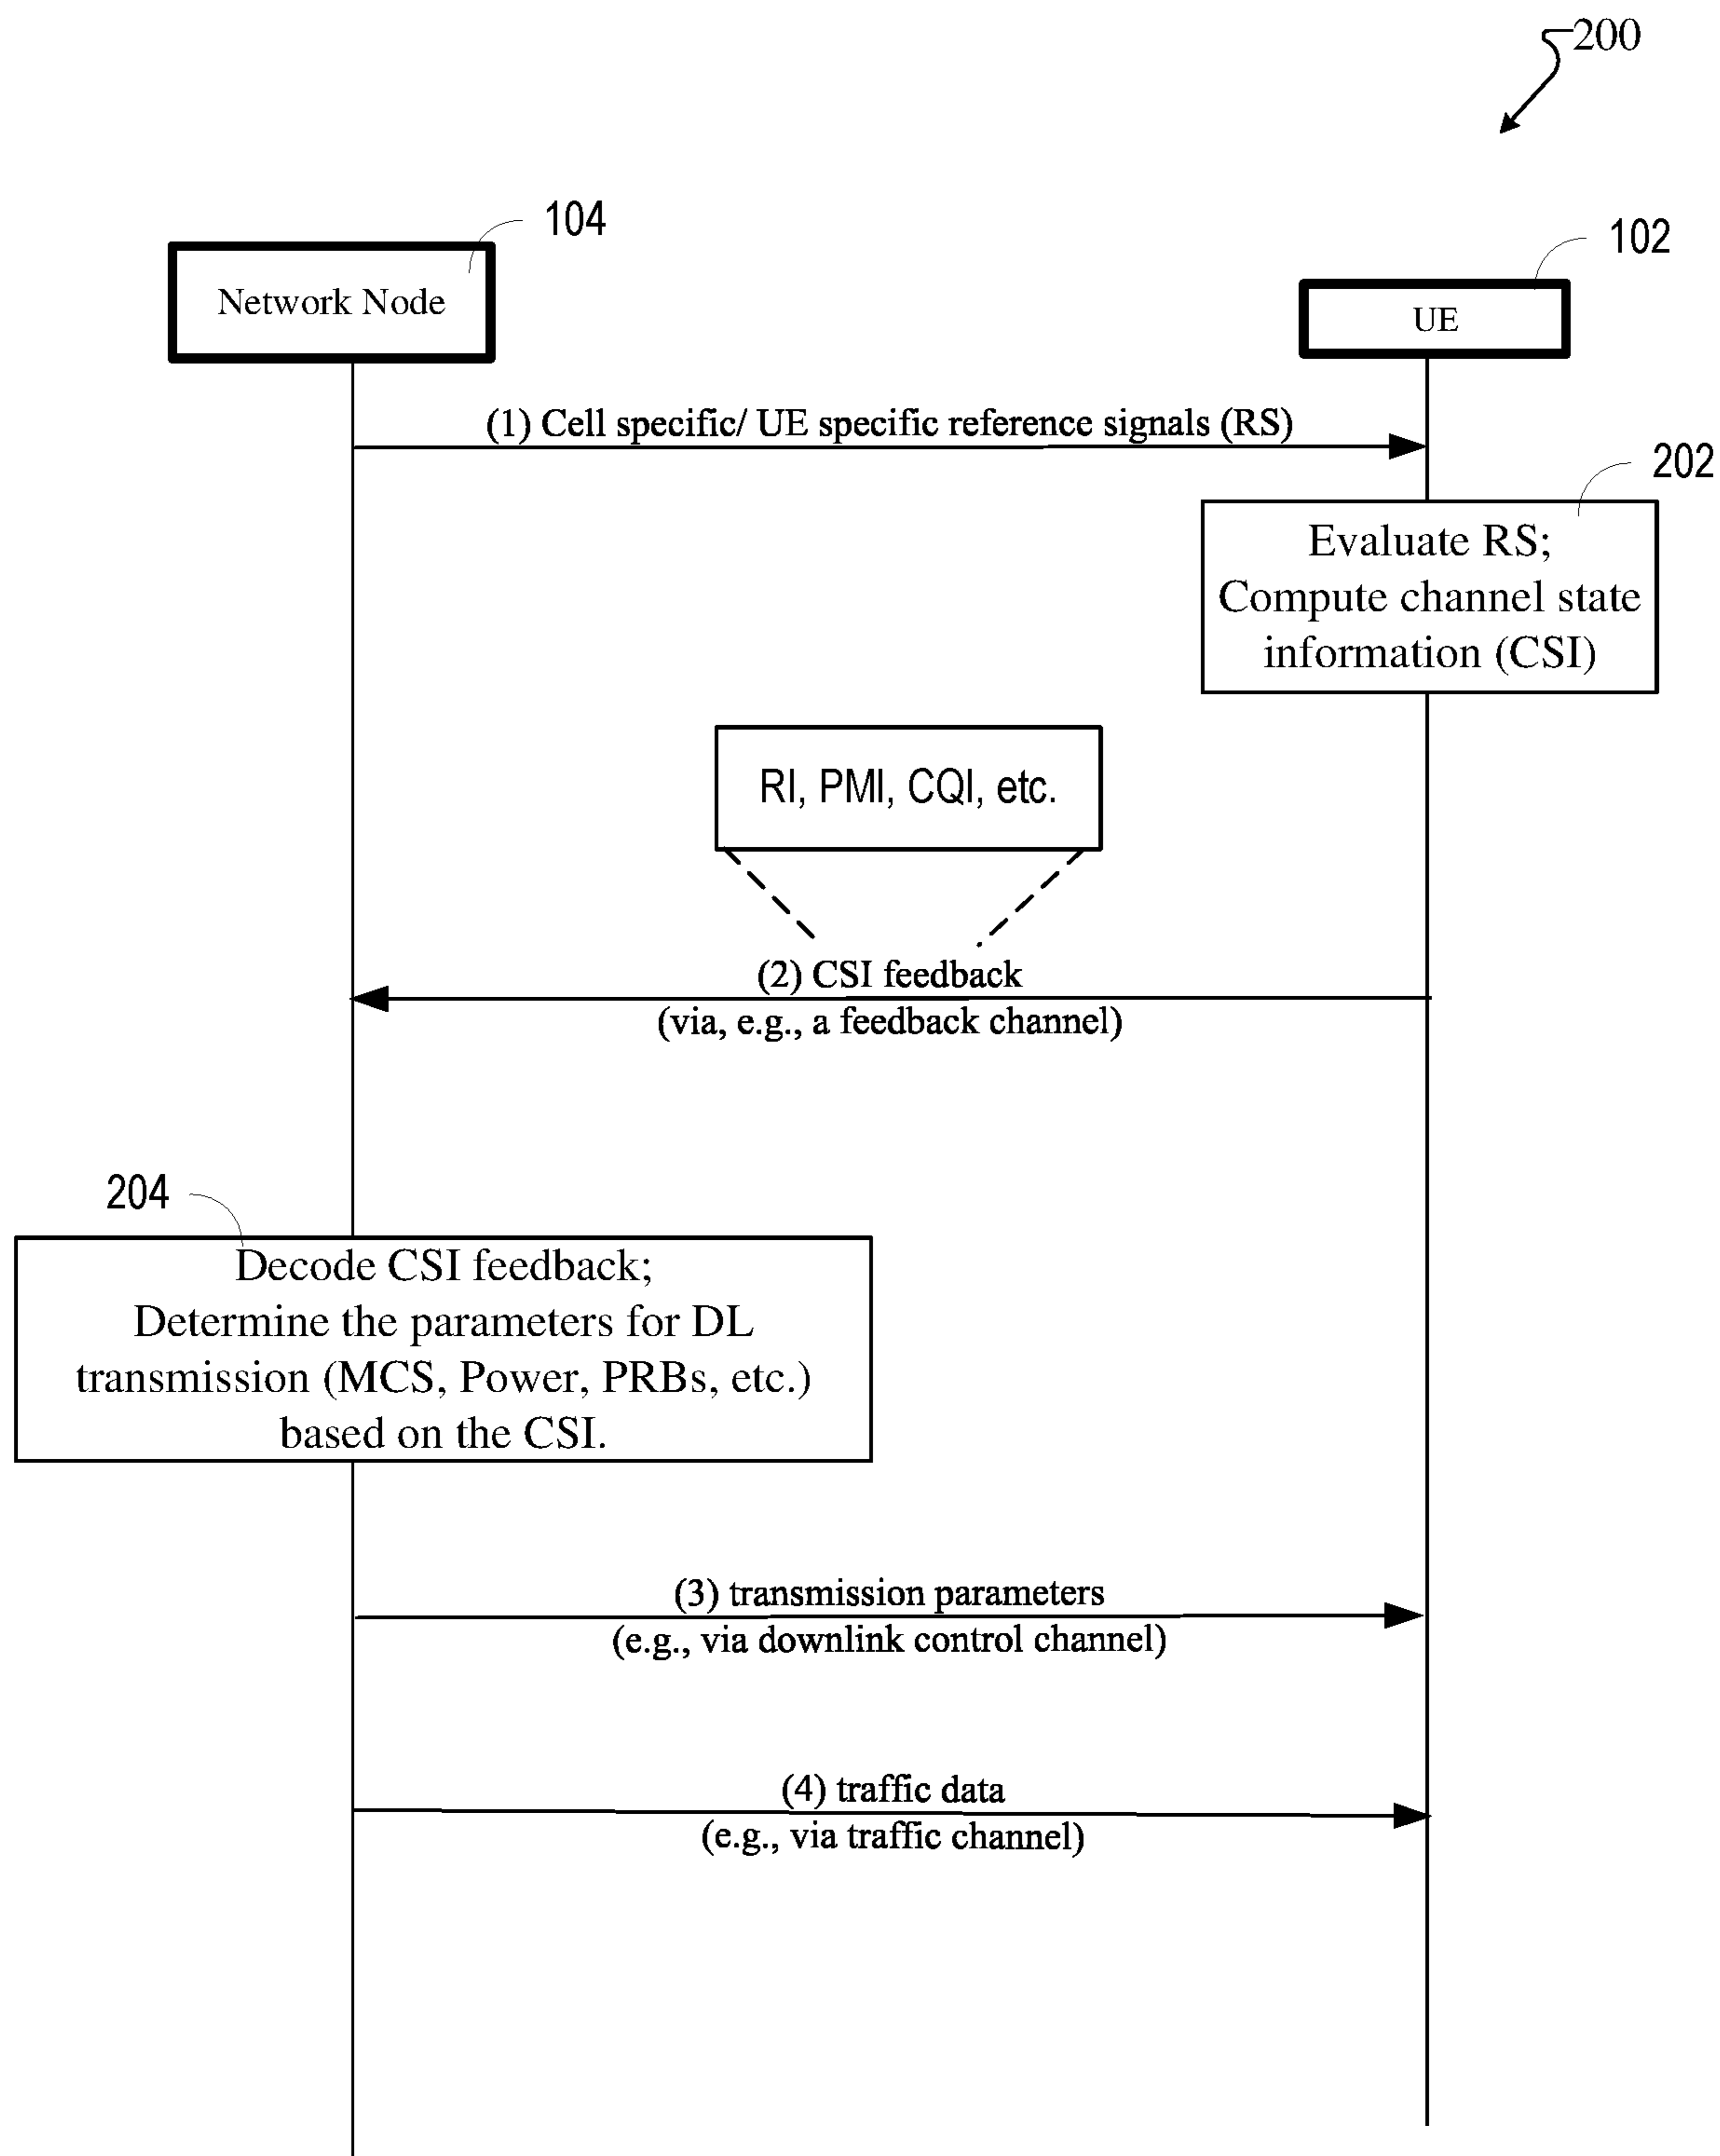 200
104
Network Node
102
UE
(1) Cell specific/ UE specific reference signals (RS)
202
Evaluate RS;
Compute channel state
information (CSI)
RI, PMI, CQI, etc.
(2) CSI feedback
(via, e.g., a feedback channel)
204
Decode CSI feedback;
Determine the parameters for DL
transmission (MCS, Power, PRBs, etc.)
based on the CSI.
(3) transmission parameters
(e.g., via downlink control channel)
(4) traffic data
(e.g., via traffic channel)